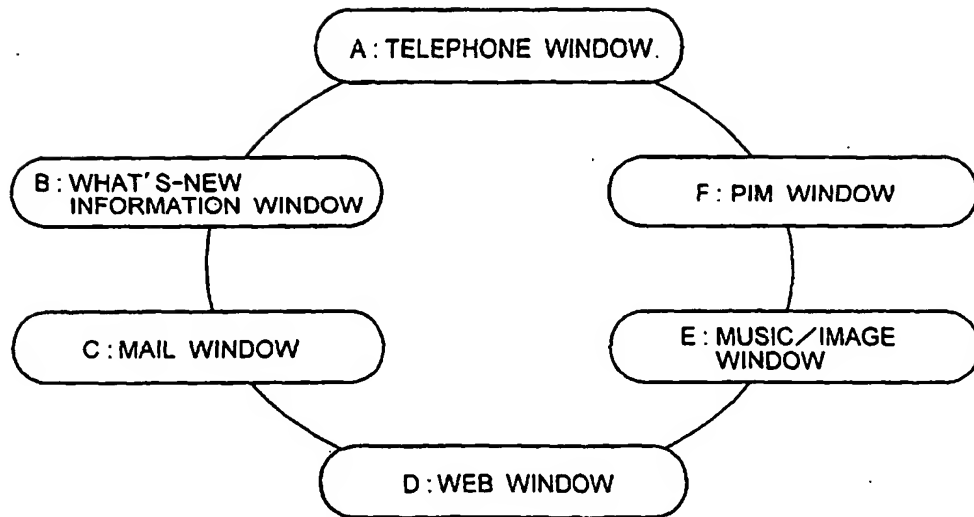 A : TELEPHONE WINDOW.
B : WHAT'S-NEW
INFORMATION WINDOW
F : PIM WINDOW
C : MAIL WINDOW
E : MUSIC/IMAGE
WINDOW
D : WEB WINDOW